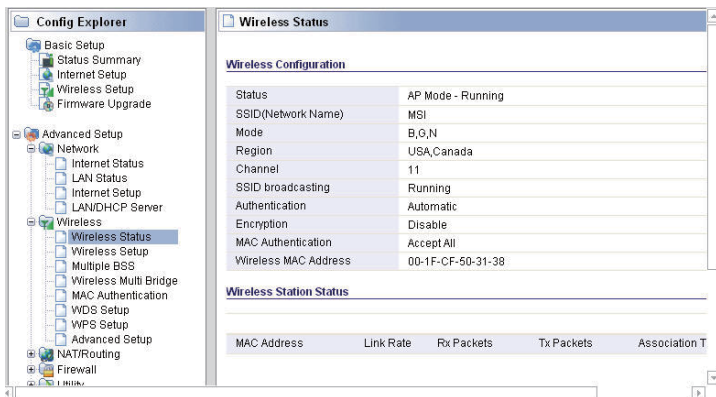 Config Explorer
Basic Setup
Status Summary
Internet Setup
Wireless Setup
Firmware Upgrade
Advanced Setup
Network
Internet Status
LAN Status
Internet Setup
LAN/DHCP Server
Wireless
Wireless Status
Wireless Setup
Multiple BSS
Wireless Multi Bridge
MAC Authentication
WDS Setup
WPS Setup
Advanced Setup
NAT/Routing
Firewall
Utility
Wireless Status
Wireless Configuration
Status AP Mode - Running
SSID(Network Name) MSI
Mode B,G,N
Region USA,Canada
Channel 11
SSID broadcasting Running
Authentication Automatic
Encryption Disable
MAC Authentication Accept All
Wireless MAC Address 00-1F-CF-50-31-38
Wireless Station Status
MAC Address Link Rate Rx Packets Tx Packets Association T